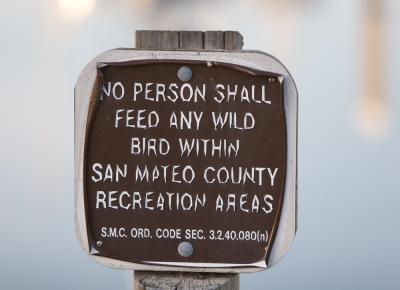 NO PERSON SHALL
FEED ANY WILD
BIRD WITHIN
SAN MATEO COUNTY
RECREATION AREAS
S.M.C. ORD. CODE SEC. 3.2.40.080(n)